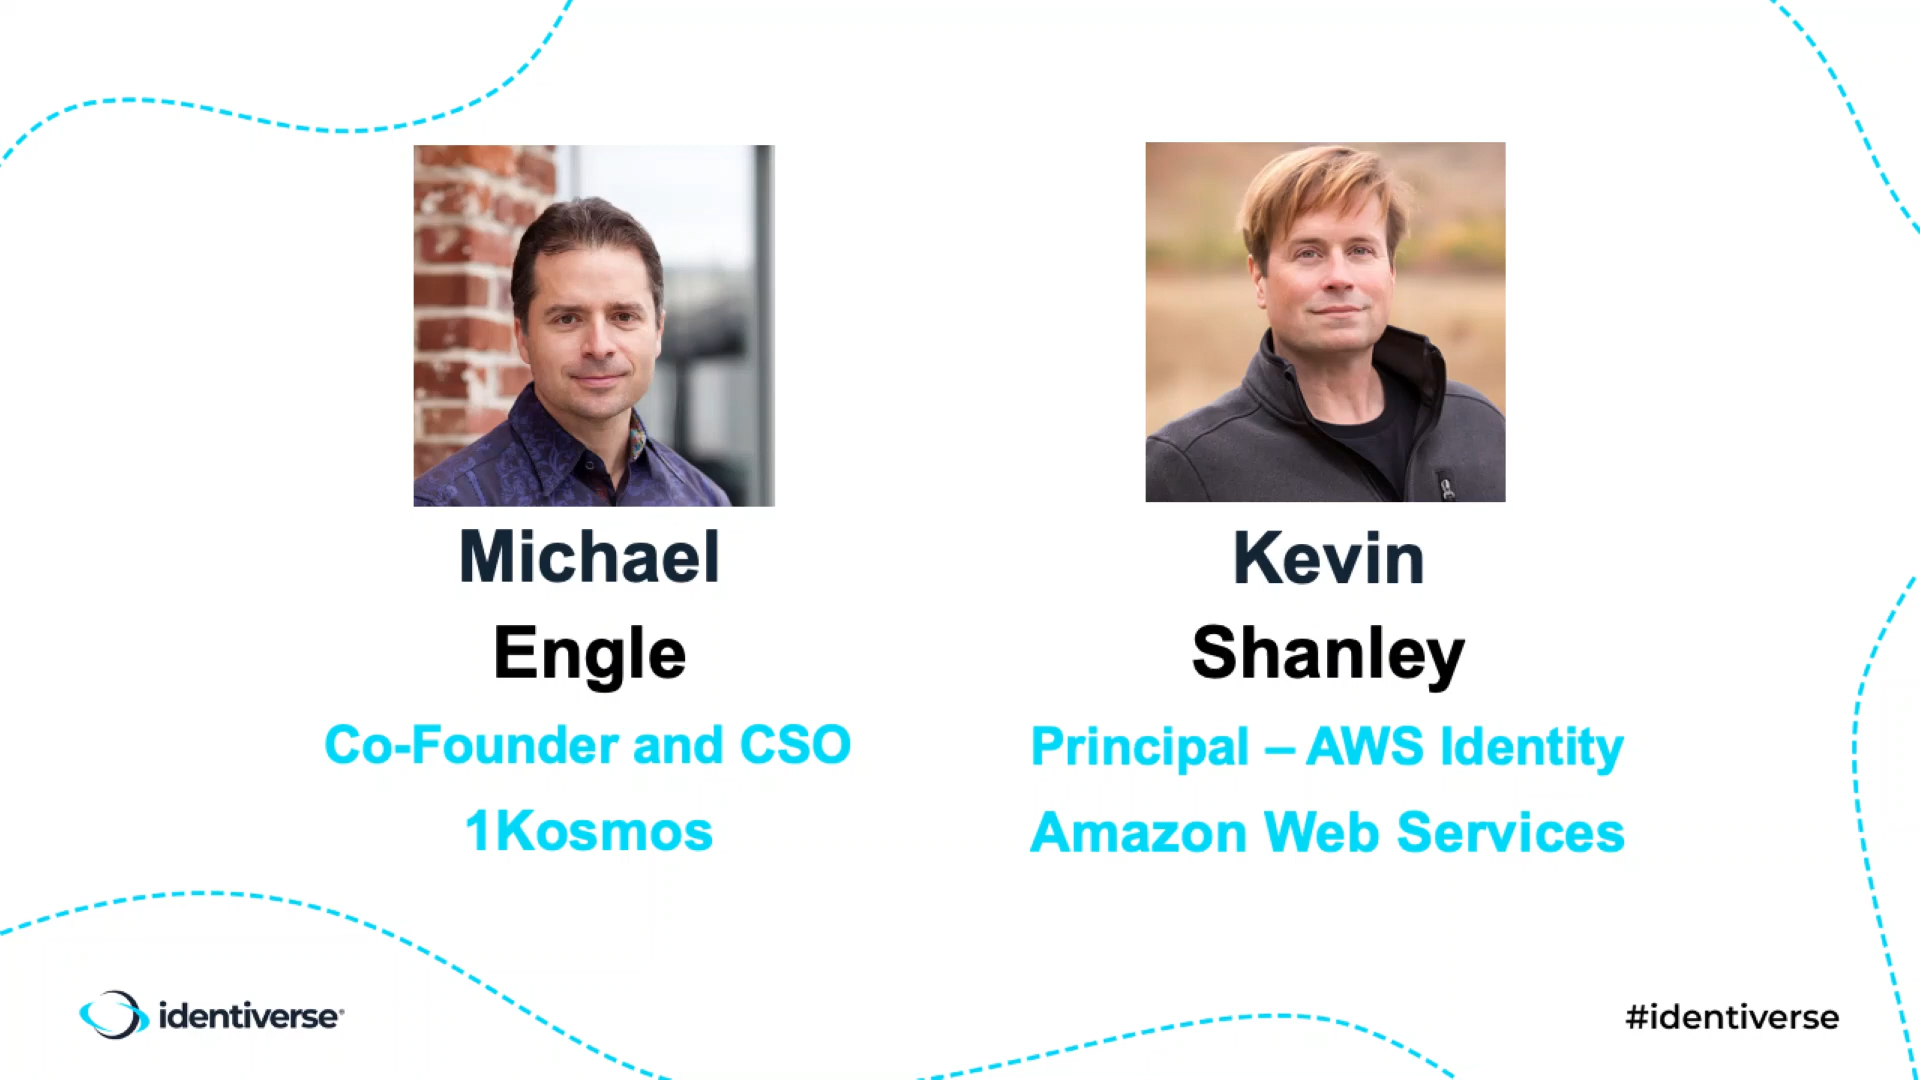 Michael
Engle
Co-Founder and CSO
1Kosmos
Kevin
Shanley
Principal – AWS Identity
Amazon Web Services
identiverse®
#identiverse